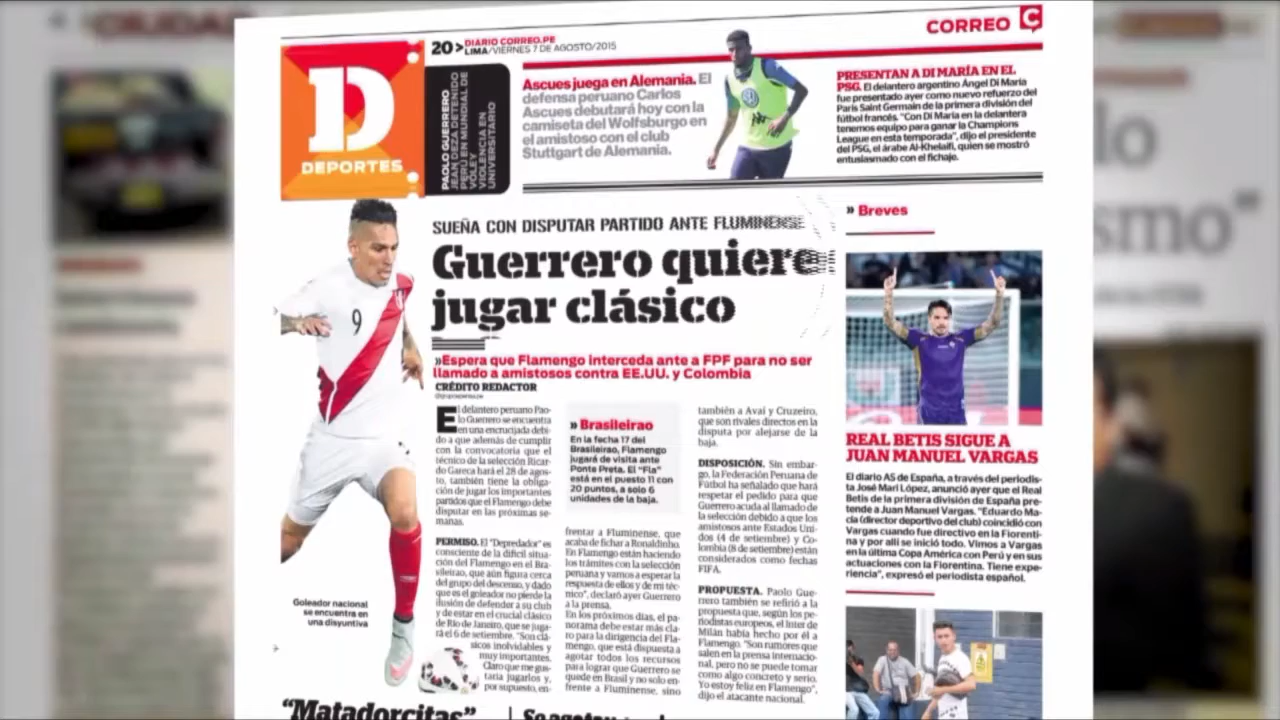 CORREO C
20> DIARIO CORREO.PE
LIMA/VIERNES 7 DE AGOSTO/2015
D
DEPORTES
PAOLO GUERRERO
JEAN DEZA DETENIDO
PERÚ EN MUNDIAL DE
VOLEY
VIOLENCIA EN
UNIVERSITARIO
Ascues juega en Alemania. El
defensa peruano Carlos
Ascues debutará hoy con la
camiseta del Wolfsburgo en
el amistoso con el club
Stuttgart de Alemania.
PRESENTAN A DI MARÍA EN EL
PSG. El delantero argentino Ángel Di María
fue presentado ayer como nuevo refuerzo del
París Saint Germain de la primera división del
fútbol francés. "Con Di María en la delantera
tenemos equipo para ganar la Champions
League en esta temporada", dijo el presidente
del PSG, el árabe Al-Khelaifi, quien se mostró
entusiasmado con el fichaje.
SUEÑA CON DISPUTAR PARTIDO ANTE FLUMINENSE
Guerrero quiere
jugar clásico
»Espera que Flamengo interceda ante a FPF para no ser
llamado a amistosos contra EE.UU. y Colombia
CRÉDITO REDACTOR
El delantero peruano Pao-
lo Guerrero se encuentra
en una encrucijada debi-
do a que además de cumplir
con la convocatoria que el
técnico de la selección Ricar-
do Gareca hará el 28 de agos-
to, también tiene la obligación
de jugar los importantes
partidos que el Flamengo debe
disputar en las próximas se-
manas.
PERMISO. El "Depredador" es
consciente de la difícil situa-
ción del Flamengo en el Bra-
sileirao, que aún figura cerca
del grupo del descenso, y dado
que es el goleador no pierde la
ilusión de defender a su club
y de estar en el crucial clásico
de Río de Janeiro, que se juga-
rá el 6 de setiembre. "Son clá-
sicos inolvidables y
muy importantes.
Claro que me gus-
taría jugarlos y,
por supuesto, en-
» Brasileirao
En la fecha 17 del
Brasileirao, Flamengo
jugará de visita ante
Ponte Preta. El "Fla"
está en el puesto 11 con
20 puntos, a solo 6
unidades de la baja.
frentar a Fluminense, que
acaba de fichar a Ronaldinho.
En Flamengo están haciendo
los trámites con la selección
peruana y vamos a esperar la
respuesta de ellos y de mi téc-
nico", declaró ayer Guerrero
a la prensa.
En los próximos días, el pa-
norama debe estar más cla-
ro para la dirigencia del Fla-
mengo, que está dispuesta a
agotar todos los recursos
para lograr que Guerrero se
quede en Brasil y no solo en-
frente a Fluminense, sino
también a Avaí y Cruzeiro,
que son rivales directos en la
disputa por alejarse de la
baja.
DISPOSICIÓN. Sin embar-
go, la Federación Peruana de
Fútbol ha señalado que hará
respetar el pedido para que
Guerrero acuda al llamado de
la selección debido a que los
amistosos ante Estados Uni-
dos (4 de setiembre) y Co-
lombia (8 de setiembre) están
considerados como fechas
FIFA.
PROPUESTA. Paolo Gue-
rrero también se refirió a la
propuesta que, según los pe-
riodistas europeos, el Inter de
Milán había hecho por él a
Flamengo. "Son rumores que
salen en la prensa internacio-
nal, pero no se puede tomar
como algo concreto y serio.
Yo estoy feliz en Flamengo",
dijo el atacante nacional.
9
Goleador nacional
se encuentra en
una disyuntiva
» Breves
REAL BETIS SIGUE A
JUAN MANUEL VARGAS
El diario AS de España, a través del periodis-
ta José Mari López, anunció ayer que el Real
Betis de la primera división de España pre-
tende a Juan Manuel Vargas. "Eduardo Ma-
cía (director deportivo del club) coincidió con
Vargas cuando fue directivo en la Fiorenti-
na y por allí se inició todo. Vimos a Vargas
en la última Copa América con Perú y en sus
actuaciones con la Fiorentina. Tiene expe-
riencia", expresó el periodista español.
"Matadorcitas"